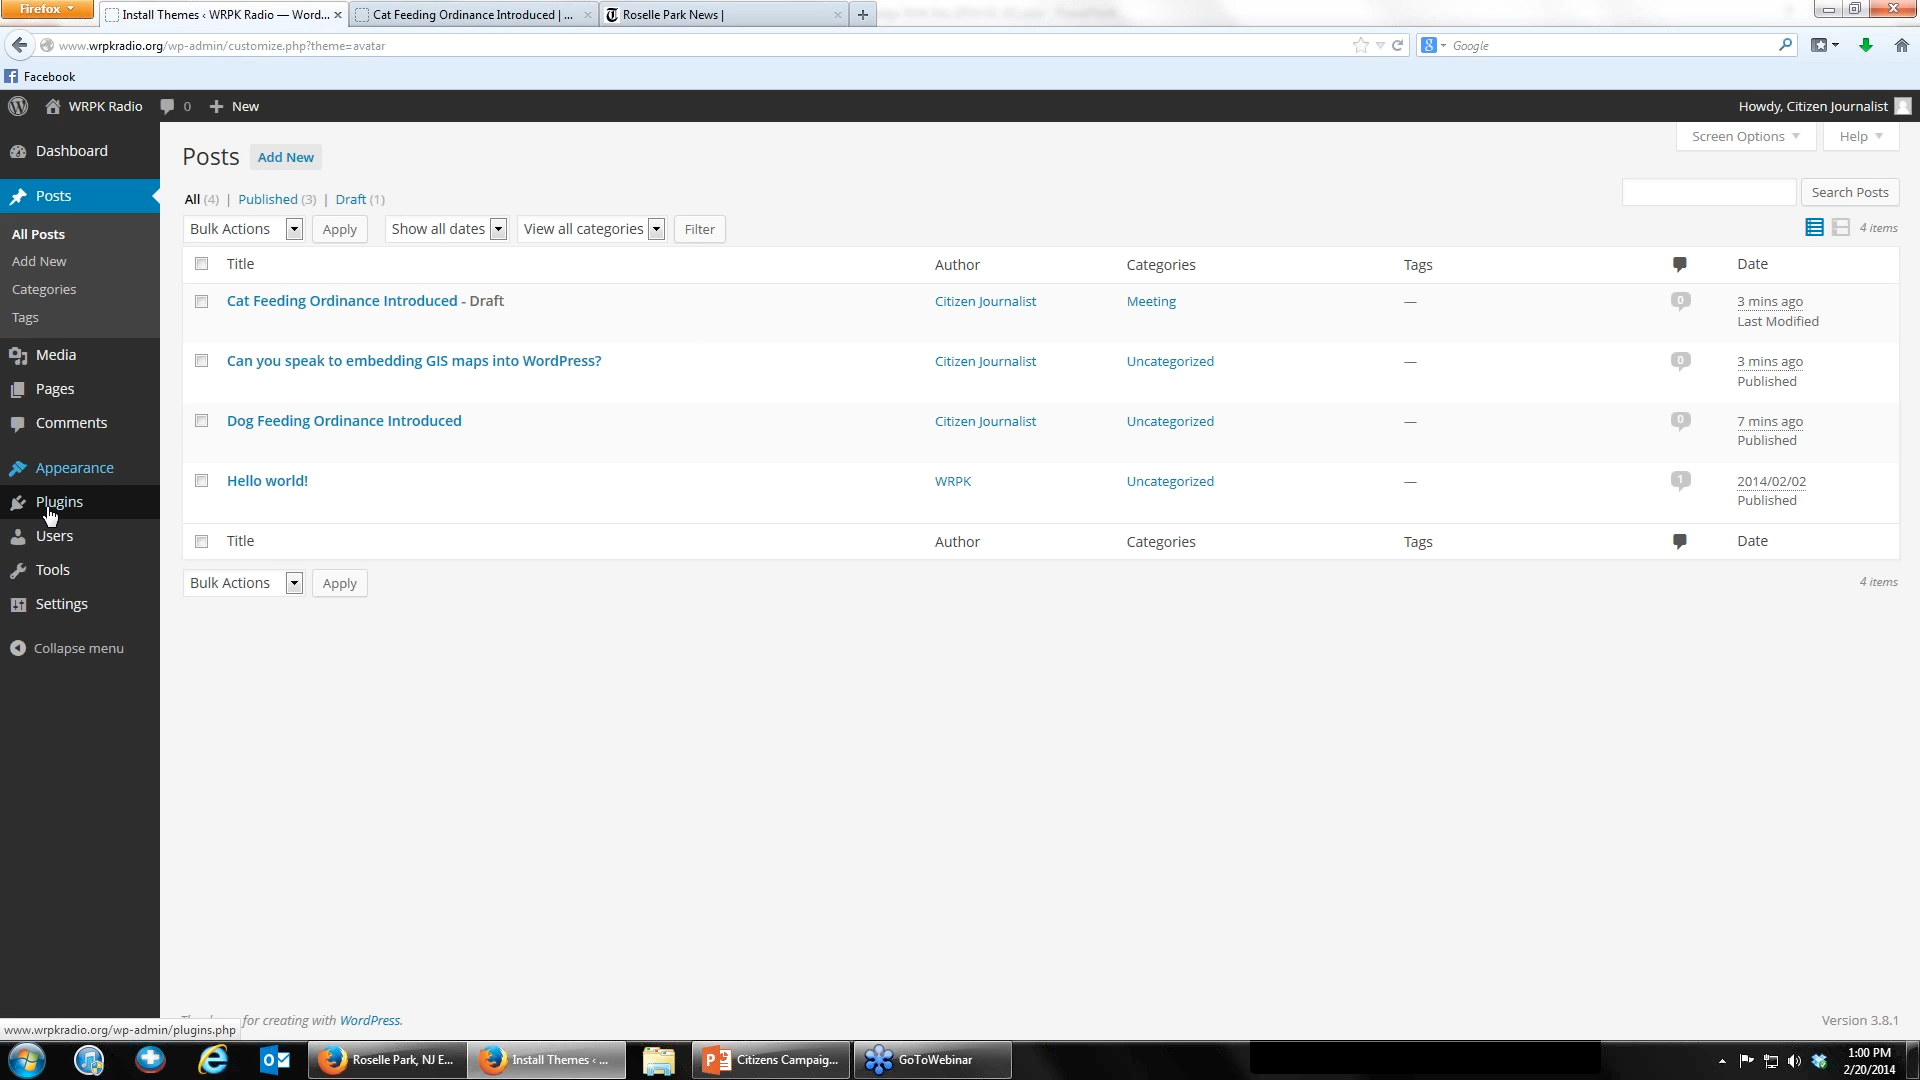 Firefox
Install Themes ‹ WRPK Radio — Word...
Cat Feeding Ordinance Introduced | ...
Roselle Park News |
www.wrpkradio.org/wp-admin/customize.php?theme=avatar
Google
Facebook
WRPK Radio 0 New
Howdy, Citizen Journalist
Screen Options Help
Dashboard
Posts
All Posts
Add New
Categories
Tags
Media
Pages
Comments
Appearance
Plugins
Users
Tools
Settings
Collapse menu
Posts Add New
All (4) | Published (3) | Draft (1)
Search Posts
Bulk Actions Apply Show all dates View all categories Filter
4 items
Title Author Categories Tags Date
Cat Feeding Ordinance Introduced - Draft Citizen Journalist Meeting — 0 3 mins ago
Last Modified
Can you speak to embedding GIS maps into WordPress? Citizen Journalist Uncategorized — 0 3 mins ago
Published
Dog Feeding Ordinance Introduced Citizen Journalist Uncategorized — 0 7 mins ago
Published
Hello world! WRPK Uncategorized — 1 2014/02/02
Published
Title Author Categories Tags Date
Bulk Actions Apply
4 items
for creating with WordPress.
Version 3.8.1
www.wrpkradio.org/wp-admin/plugins.php
Roselle Park, NJ E...
Install Themes ‹ ...
Citizens Campaig...
GoToWebinar
1:00 PM
2/20/2014